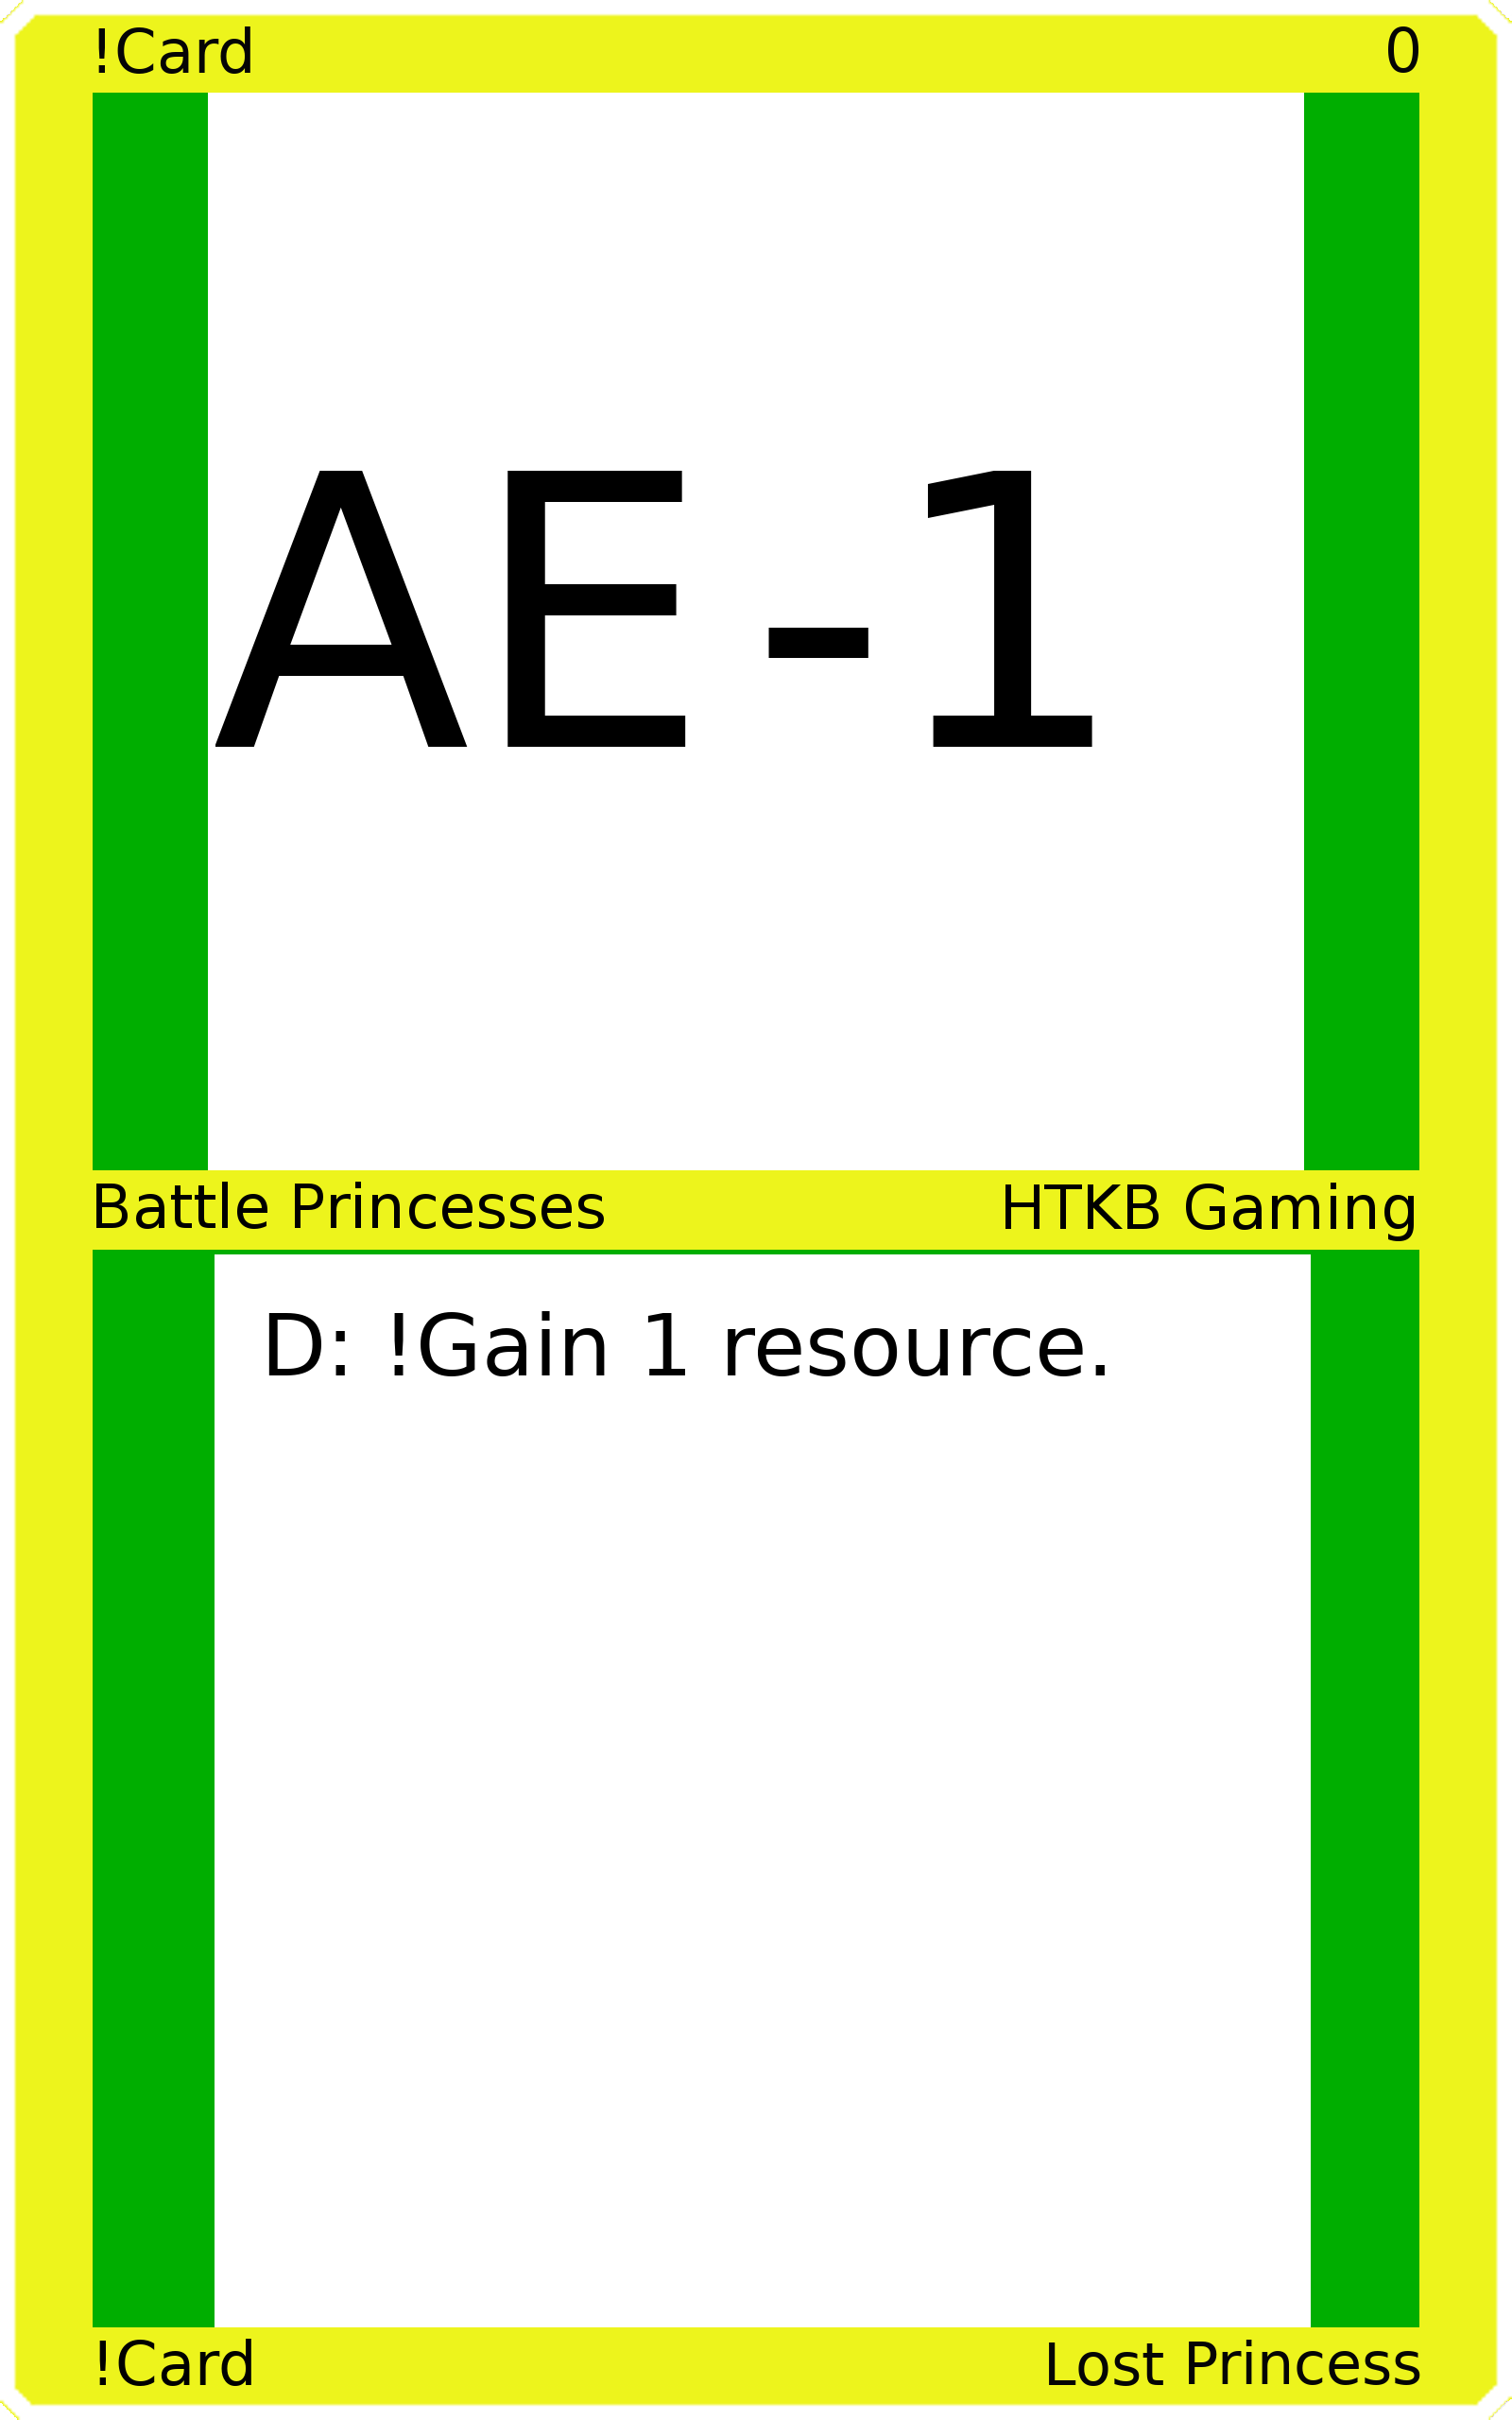 !Card 0
AE-1
Battle Princesses HTKB Gaming
D: !Gain 1 resource.
!Card Lost Princess